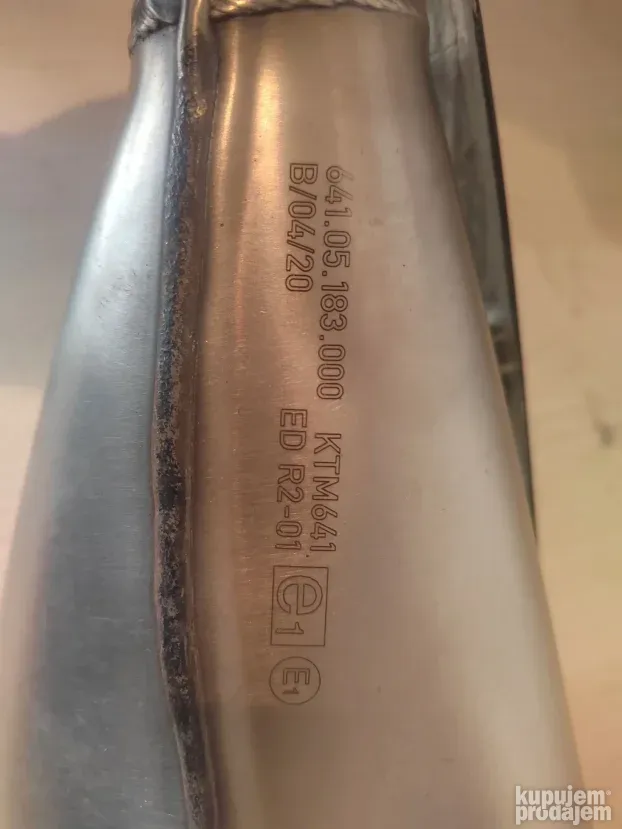 641.05.183.000 KTM641
B/04/20 ED R2-01 e1 E1
kupujem
prodajem